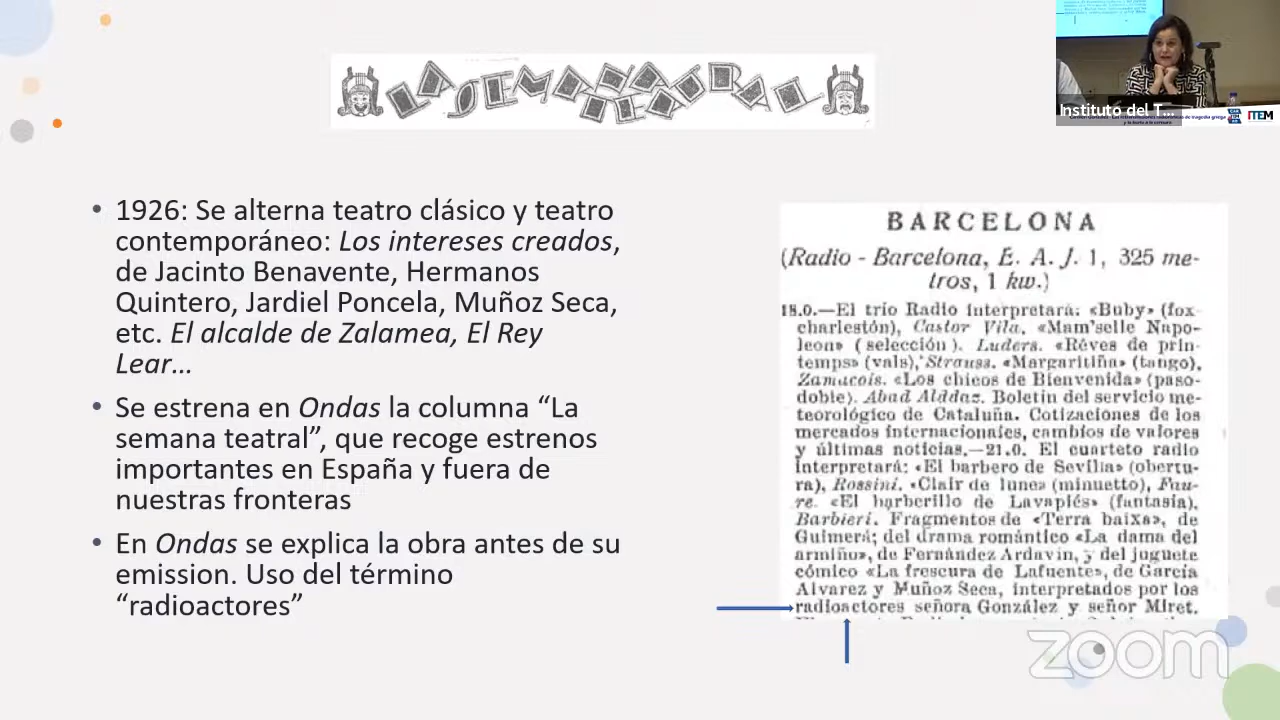 LA SEMANA TEATRAL
1926: Se alterna teatro clásico y teatro
contemporáneo: Los intereses creados,
de Jacinto Benavente, Hermanos
Quintero, Jardiel Poncela, Muñoz Seca,
etc. El alcalde de Zalamea, El Rey
Lear…
Se estrena en Ondas la columna “La
semana teatral”, que recoge estrenos
importantes en España y fuera de
nuestras fronteras
En Ondas se explica la obra antes de su
emisión. Uso del término
“radioactores”
BARCELONA
(Radio - Barcelona, E. A. J. 1, 325 me-
tros, 1 kw.)
18.0.—El trío Radio interpretará: «Buby» (fox
charlestón), Castor Vila. «Mam'selle Napo-
leon» (selección). Luders. «Rêves de prin-
temps» (vals), Strauss. «Margaritiña» (tango),
Zamacois. «Los chicos de Bienvenida» (paso-
doble). Abad Alddaz. Boletín del servicio me-
teorológico de Cataluña. Cotizaciones de los
mercados internacionales, cambios de valores
y últimas noticias.—21.0. El cuarteto radio
interpretará: «El barbero de Sevilla» (obertu-
ra), Rossini. «Clair de lune» (minuetto), Fau-
re. «El barberillo de Lavapiés» (fantasía).
Barbieri. Fragmentos de «Terra baixa», de
Guimerá; del drama romántico «La dama del
armiño», de Fernández Ardavín, y del juguete
cómico «La frescura de Lafuente», de García
Alvarez y Muñoz Seca, interpretados por los
radioactores señora González y señor Miret.
Instituto del T...
ITEM
zoom